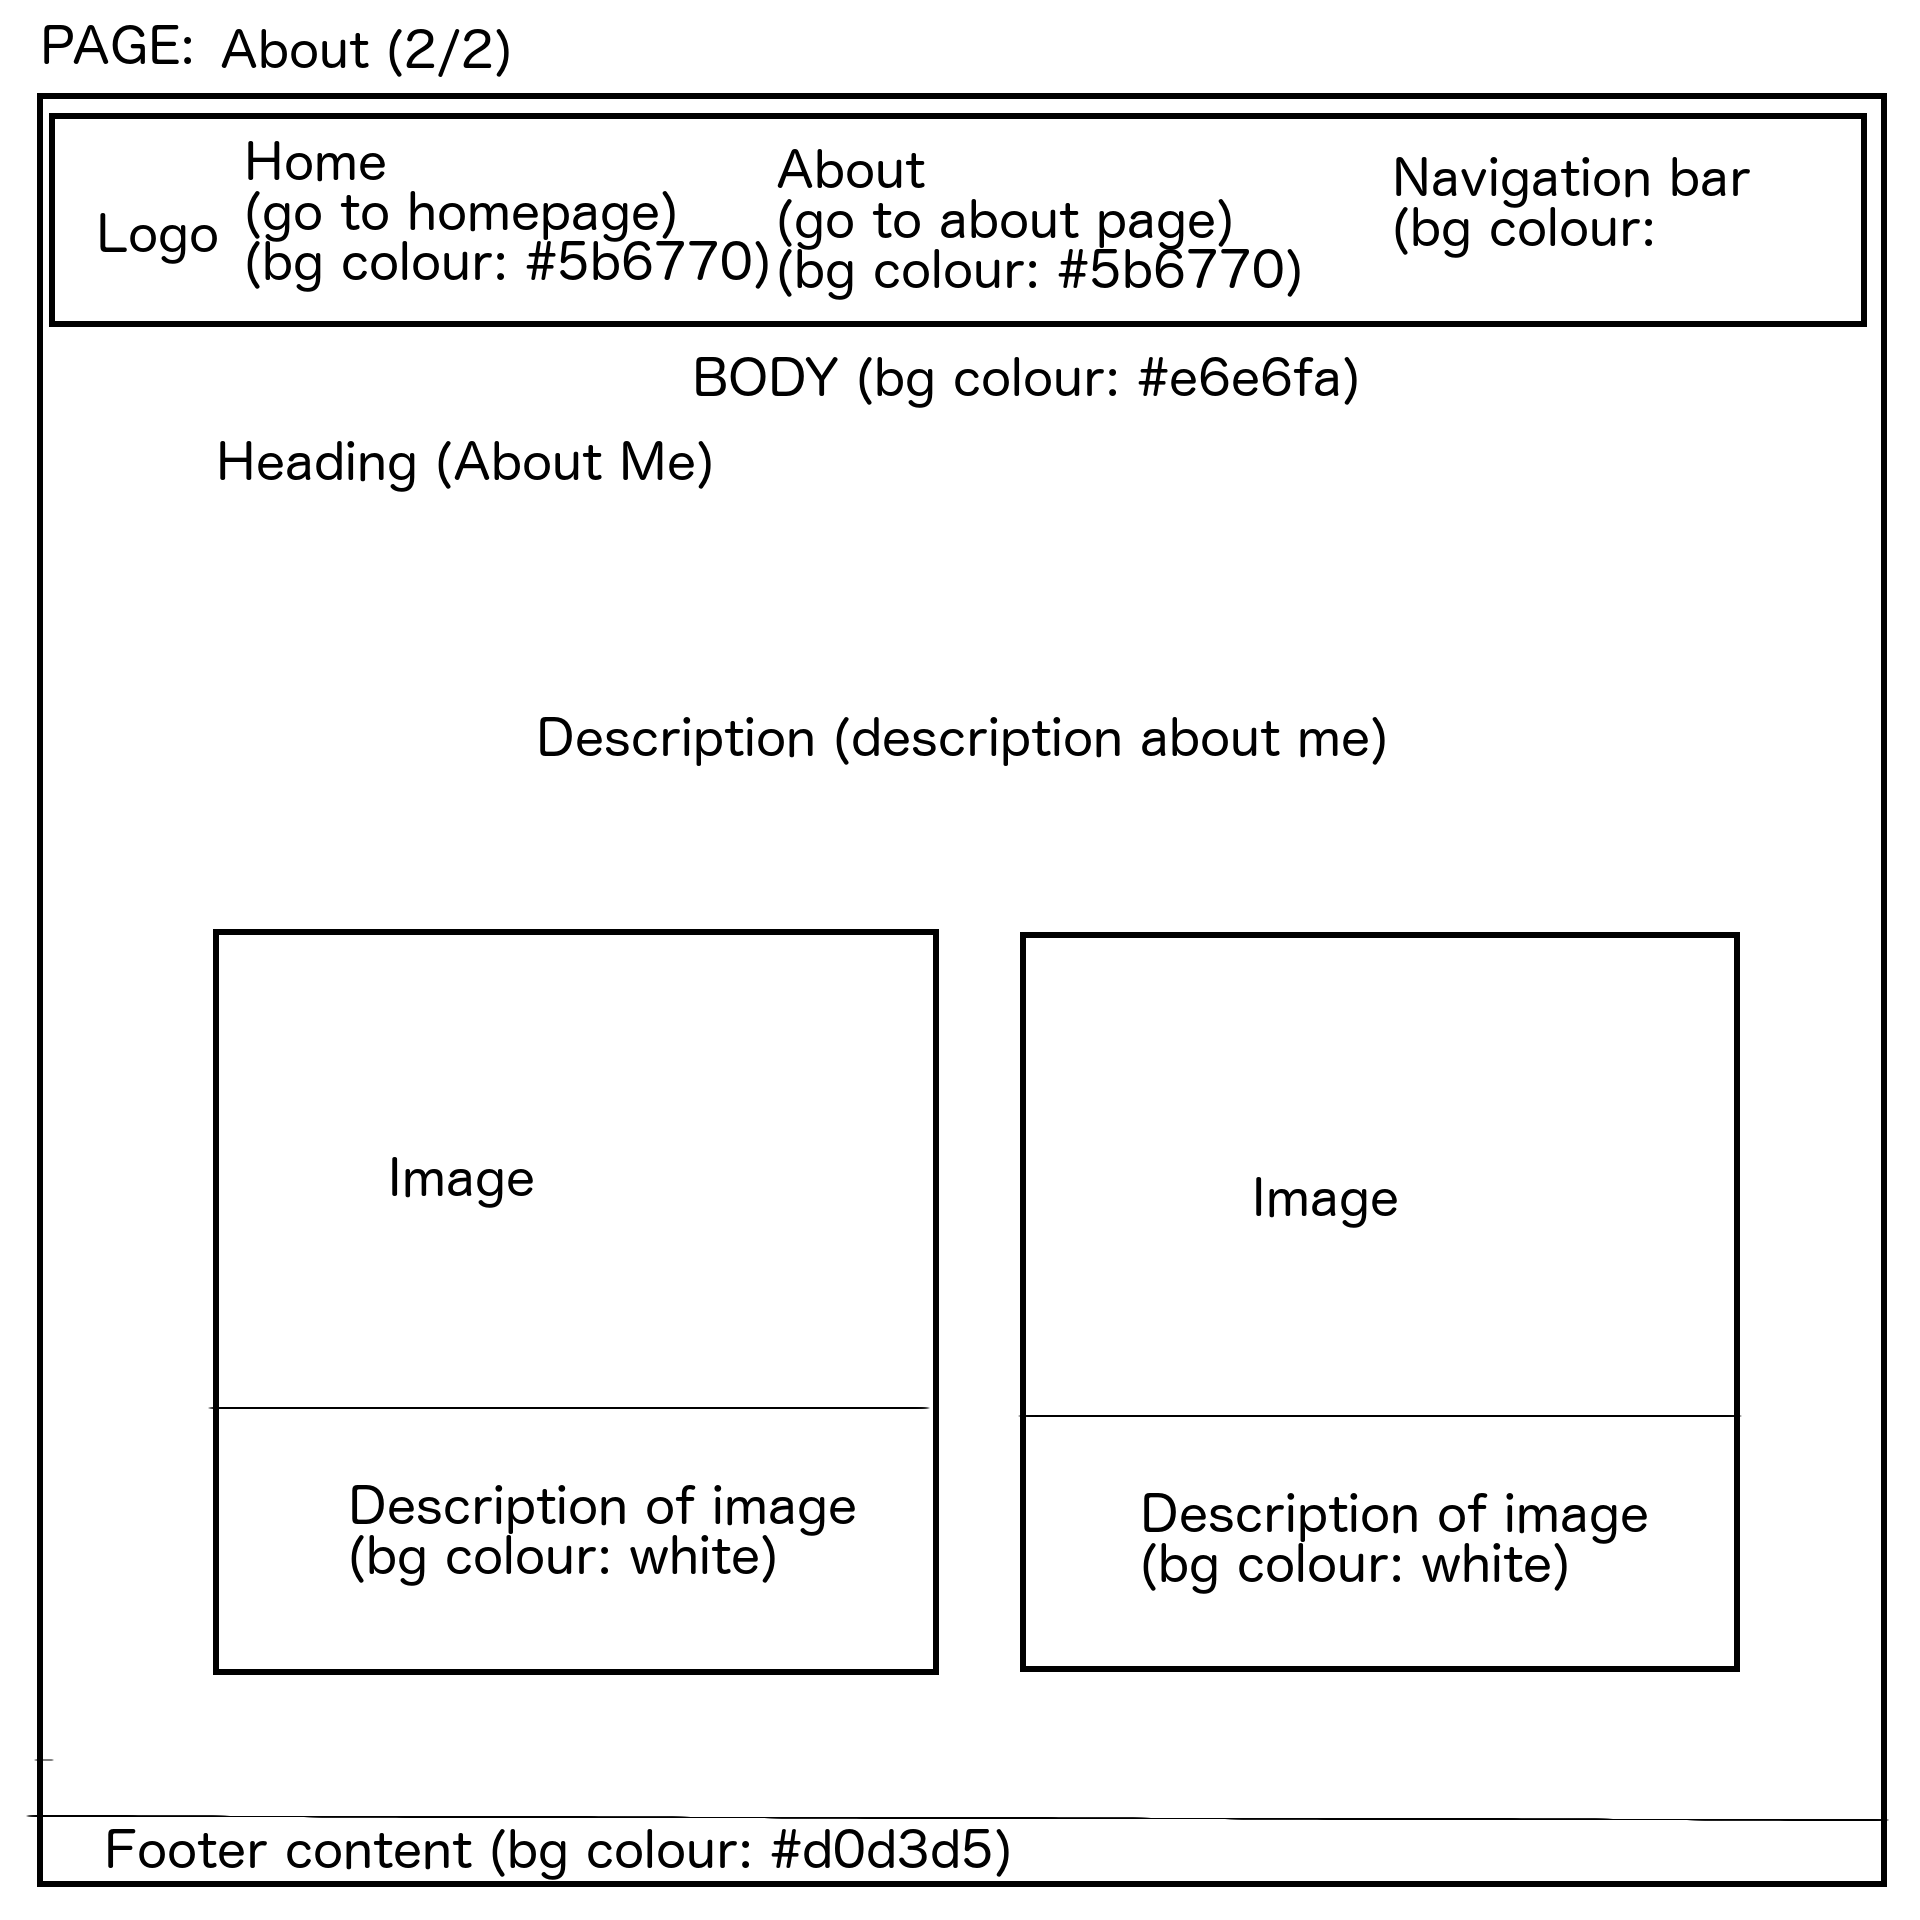 PAGE: About (2/2)
Logo
Home
(go to homepage)
(bg colour: #5b6770)
About
(go to about page)
(bg colour: #5b6770)
Navigation bar
(bg colour:
BODY (bg colour: #e6e6fa)
Heading (About Me)
Description (description about me)
Image
Description of image
(bg colour: white)
Image
Description of image
(bg colour: white)
Footer content (bg colour: #d0d3d5)